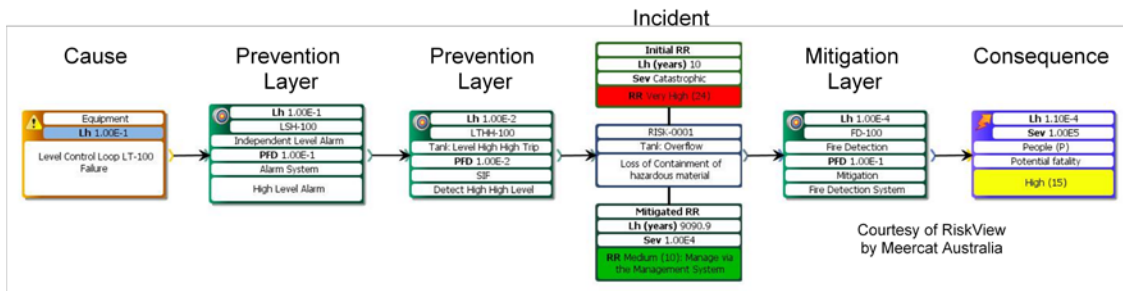 Incident
Cause
Prevention
Layer
Prevention
Layer
Mitigation
Layer
Consequence
Equipment
Lh 1.00E-1
Level Control Loop LT-100
Failure
Lh 1.00E-1
LSH-100
Independent Level Alarm
PFD 1.00E-1
Alarm System
High Level Alarm
Lh 1.00E-2
LTHH-100
Tank: Level High High Trip
PFD 1.00E-2
SIF
Detect High High Level
Initial RR
Lh (years) 10
Sev Catastrophic
RR Very High (24)
RISK-0001
Tank: Overflow
Loss of Containment of
hazardous material
Mitigated RR
Lh (years) 9090.9
Sev 1.00E4
RR Medium (10): Manage via
the Management System
Lh 1.00E-4
FD-100
Fire Detection
PFD 1.00E-1
Mitigation
Fire Detection System
Lh 1.10E-4
Sev 1.00E5
People (P)
Potential fatality
High (15)
Courtesy of RiskView
by Meercat Australia